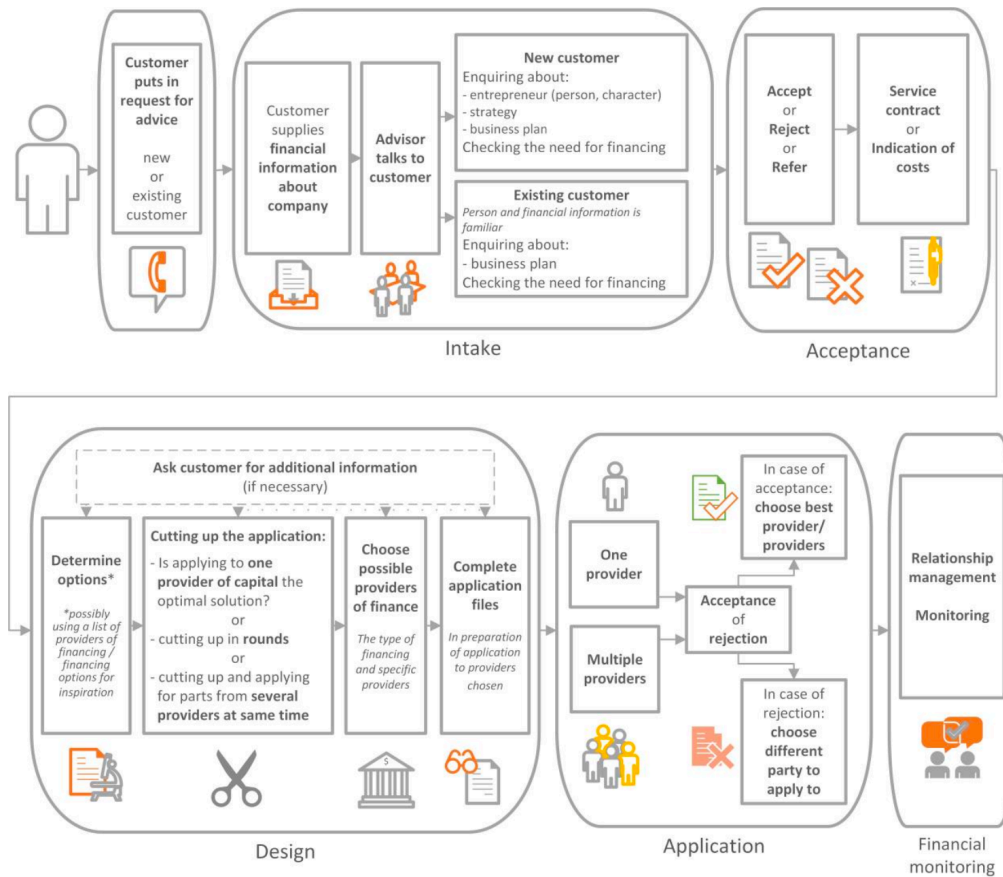 Customer
puts in
request for
advice
new
or
existing
customer
Customer
supplies
financial
information
about
company
Advisor
talks to
customer
New customer
Enquiring about:
- entrepreneur (person, character)
- strategy
- business plan
Checking the need for financing
Existing customer
Person and financial information is
familiar
Enquiring about:
- business plan
Checking the need for financing
Intake
Accept
or
Reject
or
Refer
Service
contract
or
Indication of
costs
Acceptance
Ask customer for additional information
(if necessary)
Determine
options*
*possibly
using a list of
providers of
financing /
financing
options for
inspiration
Cutting up the application:
- Is applying to one
provider of capital the
optimal solution?
or
- cutting up in rounds
or
- cutting up and applying
for parts from several
providers at same time
Choose
possible
providers
of finance
The type of
financing
and specific
providers
Complete
application
files
In preparation
of application
to providers
chosen
$
Design
One
provider
Multiple
providers
Acceptance
of
rejection
In case of
acceptance:
choose best
provider/
providers
In case of
rejection:
choose
different
party to
apply to
Application
Relationship
management
Monitoring
Financial
monitoring